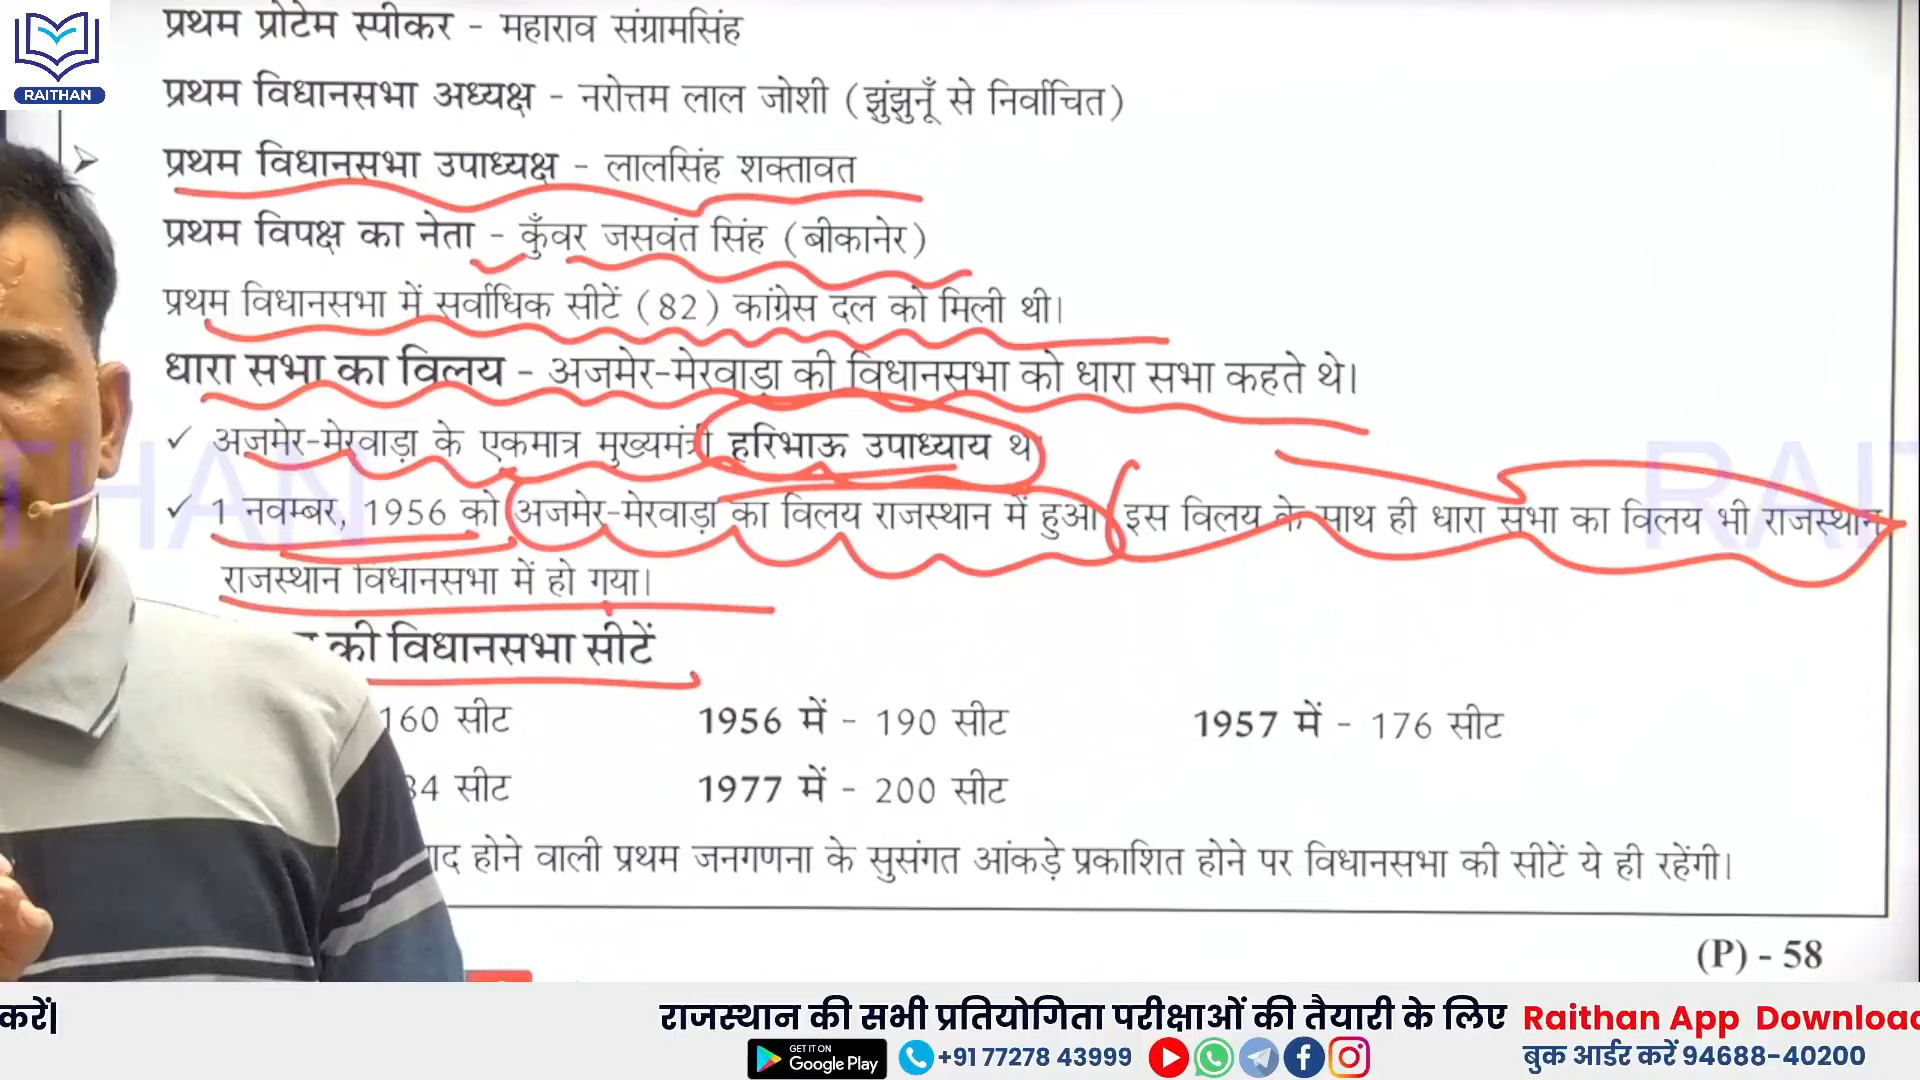 RAITHAN
प्रथम प्रोटेम स्पीकर - महाराव संग्रामसिंह
प्रथम विधानसभा अध्यक्ष - नरोत्तम लाल जोशी (झुंझुनूँ से निर्वाचित)
प्रथम विधानसभा उपाध्यक्ष - लालसिंह शक्तावत
प्रथम विपक्ष का नेता - कुँवर जसवंत सिंह (बीकानेर)
प्रथम विधानसभा में सर्वाधिक सीटें (82) कांग्रेस दल को मिली थी।
धारा सभा का विलय - अजमेर-मेरवाड़ा की विधानसभा को धारा सभा कहते थे।
✓ अजमेर-मेरवाड़ा के एकमात्र मुख्यमंत्री हरिभाऊ उपाध्याय थे
✓ 1 नवम्बर, 1956 को अजमेर-मेरवाड़ा का विलय राजस्थान में हुआ इस विलय के साथ ही धारा सभा का विलय भी राजस्थान
राजस्थान विधानसभा में हो गया।
की विधानसभा सीटें
160 सीट 1956 में - 190 सीट 1957 में - 176 सीट
84 सीट 1977 में - 200 सीट
होने वाली प्रथम जनगणना के सुसंगत आंकड़े प्रकाशित होने पर विधानसभा की सीटें ये ही रहेंगी।
(P) - 58
करें|
राजस्थान की सभी प्रतियोगिता परीक्षाओं की तैयारी के लिए Raithan App Download
GET IT ON Google Play +91 77278 43999 बुक आर्डर करें 94688-40200